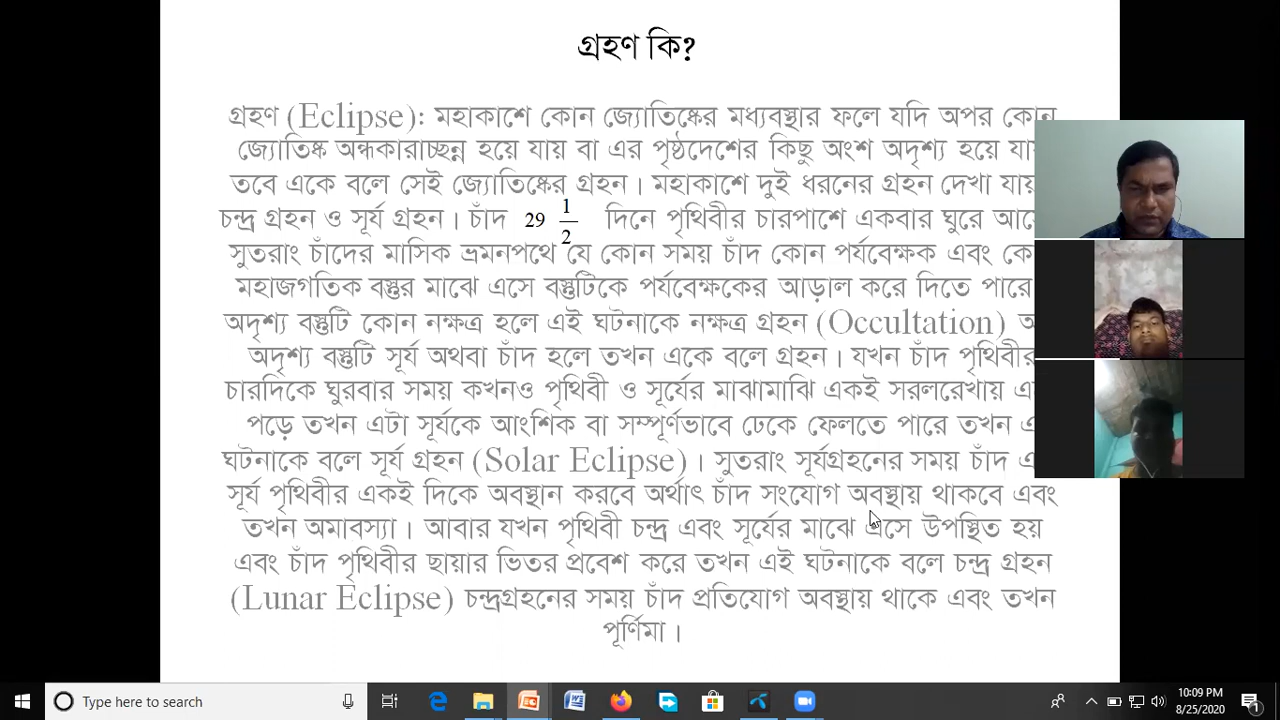 গ্রহণ কি?
গ্রহণ (Eclipse): মহাকাশে কোন জ্যোতিষ্কের মধ্যবস্থার ফলে যদি অপর কোন
জ্যোতিষ্ক অন্ধকারাচ্ছন্ন হয়ে যায় বা এর পৃষ্ঠদেশের কিছু অংশ অদৃশ্য হয়ে
তবে একে বলে সেই জ্যোতিষ্কের গ্রহন। মহাকাশে দুই ধরনের গ্রহন দেখা যায়
চন্দ্র গ্রহন ও সূর্য গ্রহন। চাঁদ 29 1/2 দিনে পৃথিবীর চারপাশে একবার ঘুরে
সুতরাং চাঁদের মাসিক ভ্রমনপথে যে কোন সময় চাঁদ কোন পর্যবেক্ষক এবং
মহাজগতিক বস্তুর মাঝে এসে বস্তুটিকে পর্যবেক্ষকের আড়াল করে দিতে পারে
অদৃশ্য বস্তুটি কোন নক্ষত্র হলে এই ঘটনাকে নক্ষত্র গ্রহন (Occultation)
অদৃশ্য বস্তুটি সূর্য অথবা চাঁদ হলে তখন একে বলে গ্রহন। যখন চাঁদ পৃথিবীর
চারদিকে ঘুরবার সময় কখনও পৃথিবী ও সূর্যের মাঝামাঝি একই সরলরেখায়
পড়ে তখন এটা সূর্যকে আংশিক বা সম্পূর্ণভাবে ঢেকে ফেলতে পারে তখন
ঘটনাকে বলে সূর্য গ্রহন (Solar Eclipse)। সুতরাং সূর্যগ্রহনের সময় চাঁদ
সূর্য পৃথিবীর একই দিকে অবস্থান করবে অর্থাৎ চাঁদ সংযোগ অবস্থায় থাকবে এবং
তখন অমাবস্যা। আবার যখন পৃথিবী চন্দ্র এবং সূর্যের মাঝে এসে উপস্থিত হয়
এবং চাঁদ পৃথিবীর ছায়ার ভিতর প্রবেশ করে তখন এই ঘটনাকে বলে চন্দ্র গ্রহন
(Lunar Eclipse) চন্দ্রগ্রহনের সময় চাঁদ প্রতিযোগ অবস্থায় থাকে এবং তখন
পূর্ণিমা।
Type here to search
10:09 PM
8/25/2020